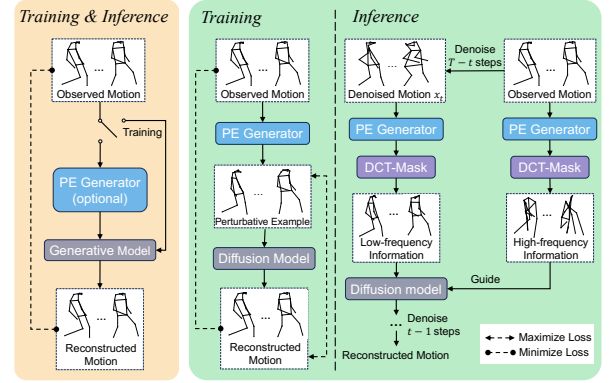 Training & Inference
Observed Motion
Training
PE Generator
(optional)
Generative Model
Reconstructed
Motion
Training
Observed Motion
PE Generator
Perturbative Example
Diffusion Model
Reconstructed
Motion
Inference
Denoised Motion x_t
Denoise
T − t steps
Observed Motion
PE Generator
PE Generator
DCT-Mask
DCT-Mask
Low-frequency
Information
High-frequency
Information
Diffusion model
Guide
Denoise
t − 1 steps
Reconstructed Motion
Maximize Loss
Minimize Loss